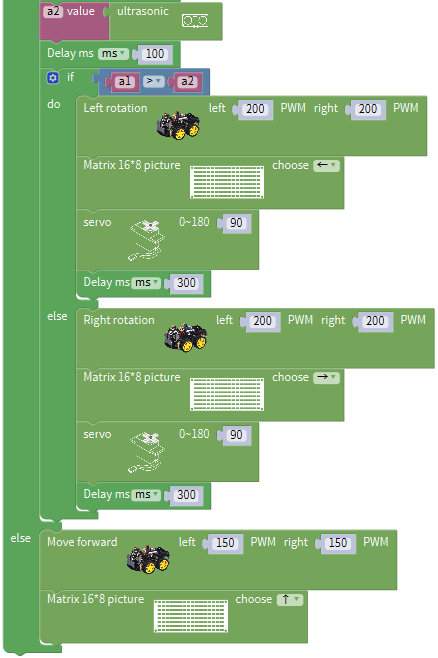 a2 value ultrasonic
Delay ms ms 100
if a1 > a2
do Left rotation left 200 PWM right 200 PWM
Matrix 16*8 picture choose ←
servo 0~180 90
Delay ms ms 300
else Right rotation left 200 PWM right 200 PWM
Matrix 16*8 picture choose →
servo 0~180 90
Delay ms ms 300
else Move forward left 150 PWM right 150 PWM
Matrix 16*8 picture choose ↑